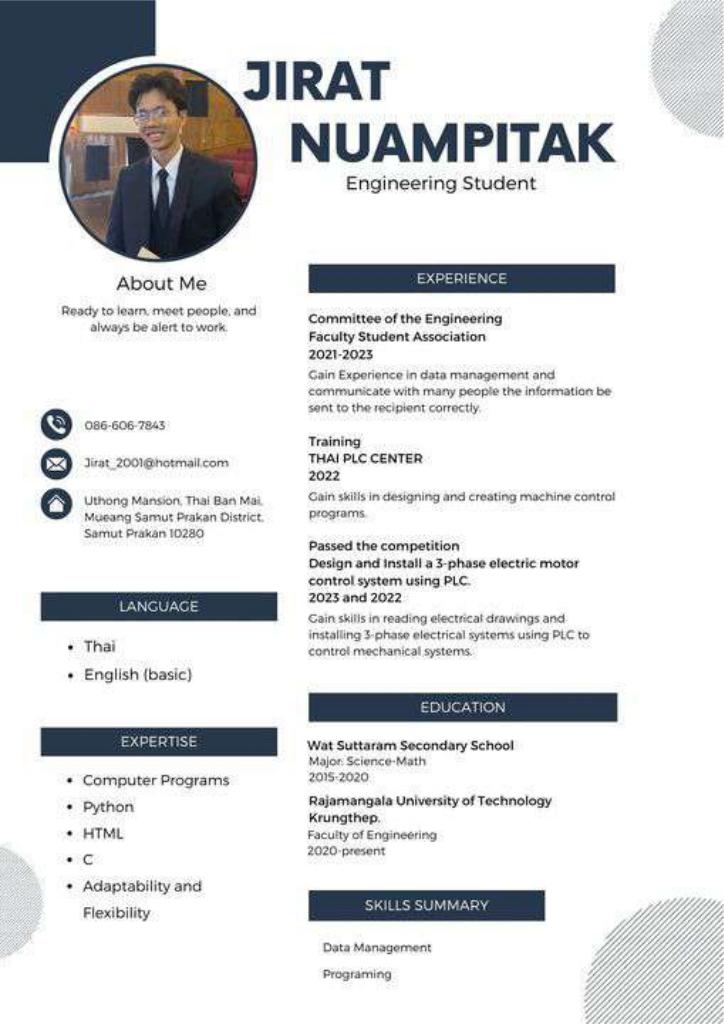 JIRAT
NUAMPITAK
Engineering Student
About Me
Ready to learn, meet people, and
always be alert to work.
086-606-7843
Jirat_2001@hotmail.com
Uthong Mansion, Thai Ban Mai,
Mueang Samut Prakan District,
Samut Prakan 10280
LANGUAGE
• Thai
• English (basic)
EXPERTISE
• Computer Programs
• Python
• HTML
• C
• Adaptability and
Flexibility
EXPERIENCE
Committee of the Engineering
Faculty Student Association
2021-2023
Gain Experience in data management and
communicate with many people the information be
sent to the recipient correctly.
Training
THAI PLC CENTER
2022
Gain skills in designing and creating machine control
programs.
Passed the competition
Design and Install a 3-phase electric motor
control system using PLC.
2023 and 2022
Gain skills in reading electrical drawings and
installing 3-phase electrical systems using PLC to
control mechanical systems.
EDUCATION
Wat Suttaram Secondary School
Major: Science-Math
2015-2020
Rajamangala University of Technology
Krungthep.
Faculty of Engineering
2020-present
SKILLS SUMMARY
Data Management
Programing